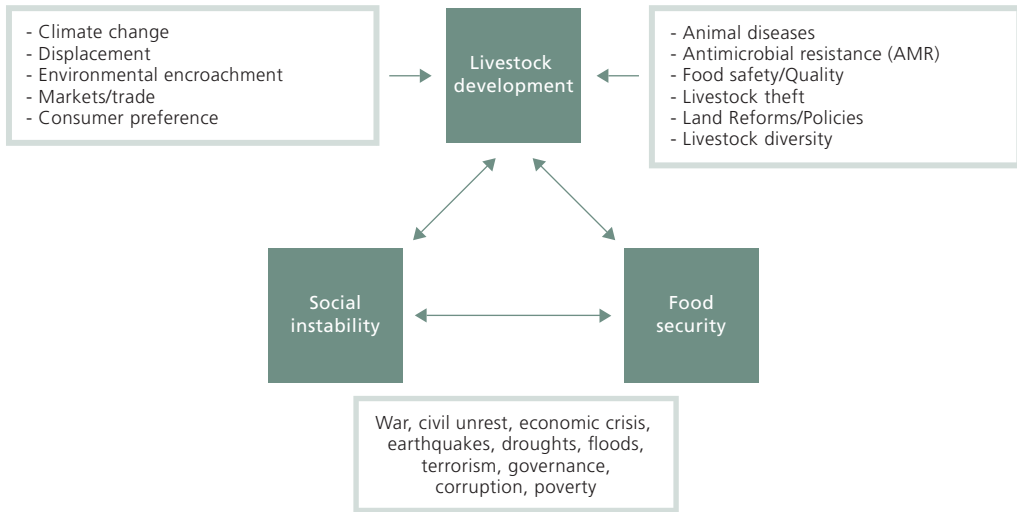 - Climate change
- Displacement
- Environmental encroachment
- Markets/trade
- Consumer preference
Livestock
development
- Animal diseases
- Antimicrobial resistance (AMR)
- Food safety/Quality
- Livestock theft
- Land Reforms/Policies
- Livestock diversity
Social
instability
Food
security
War, civil unrest, economic crisis,
earthquakes, droughts, floods,
terrorism, governance,
corruption, poverty